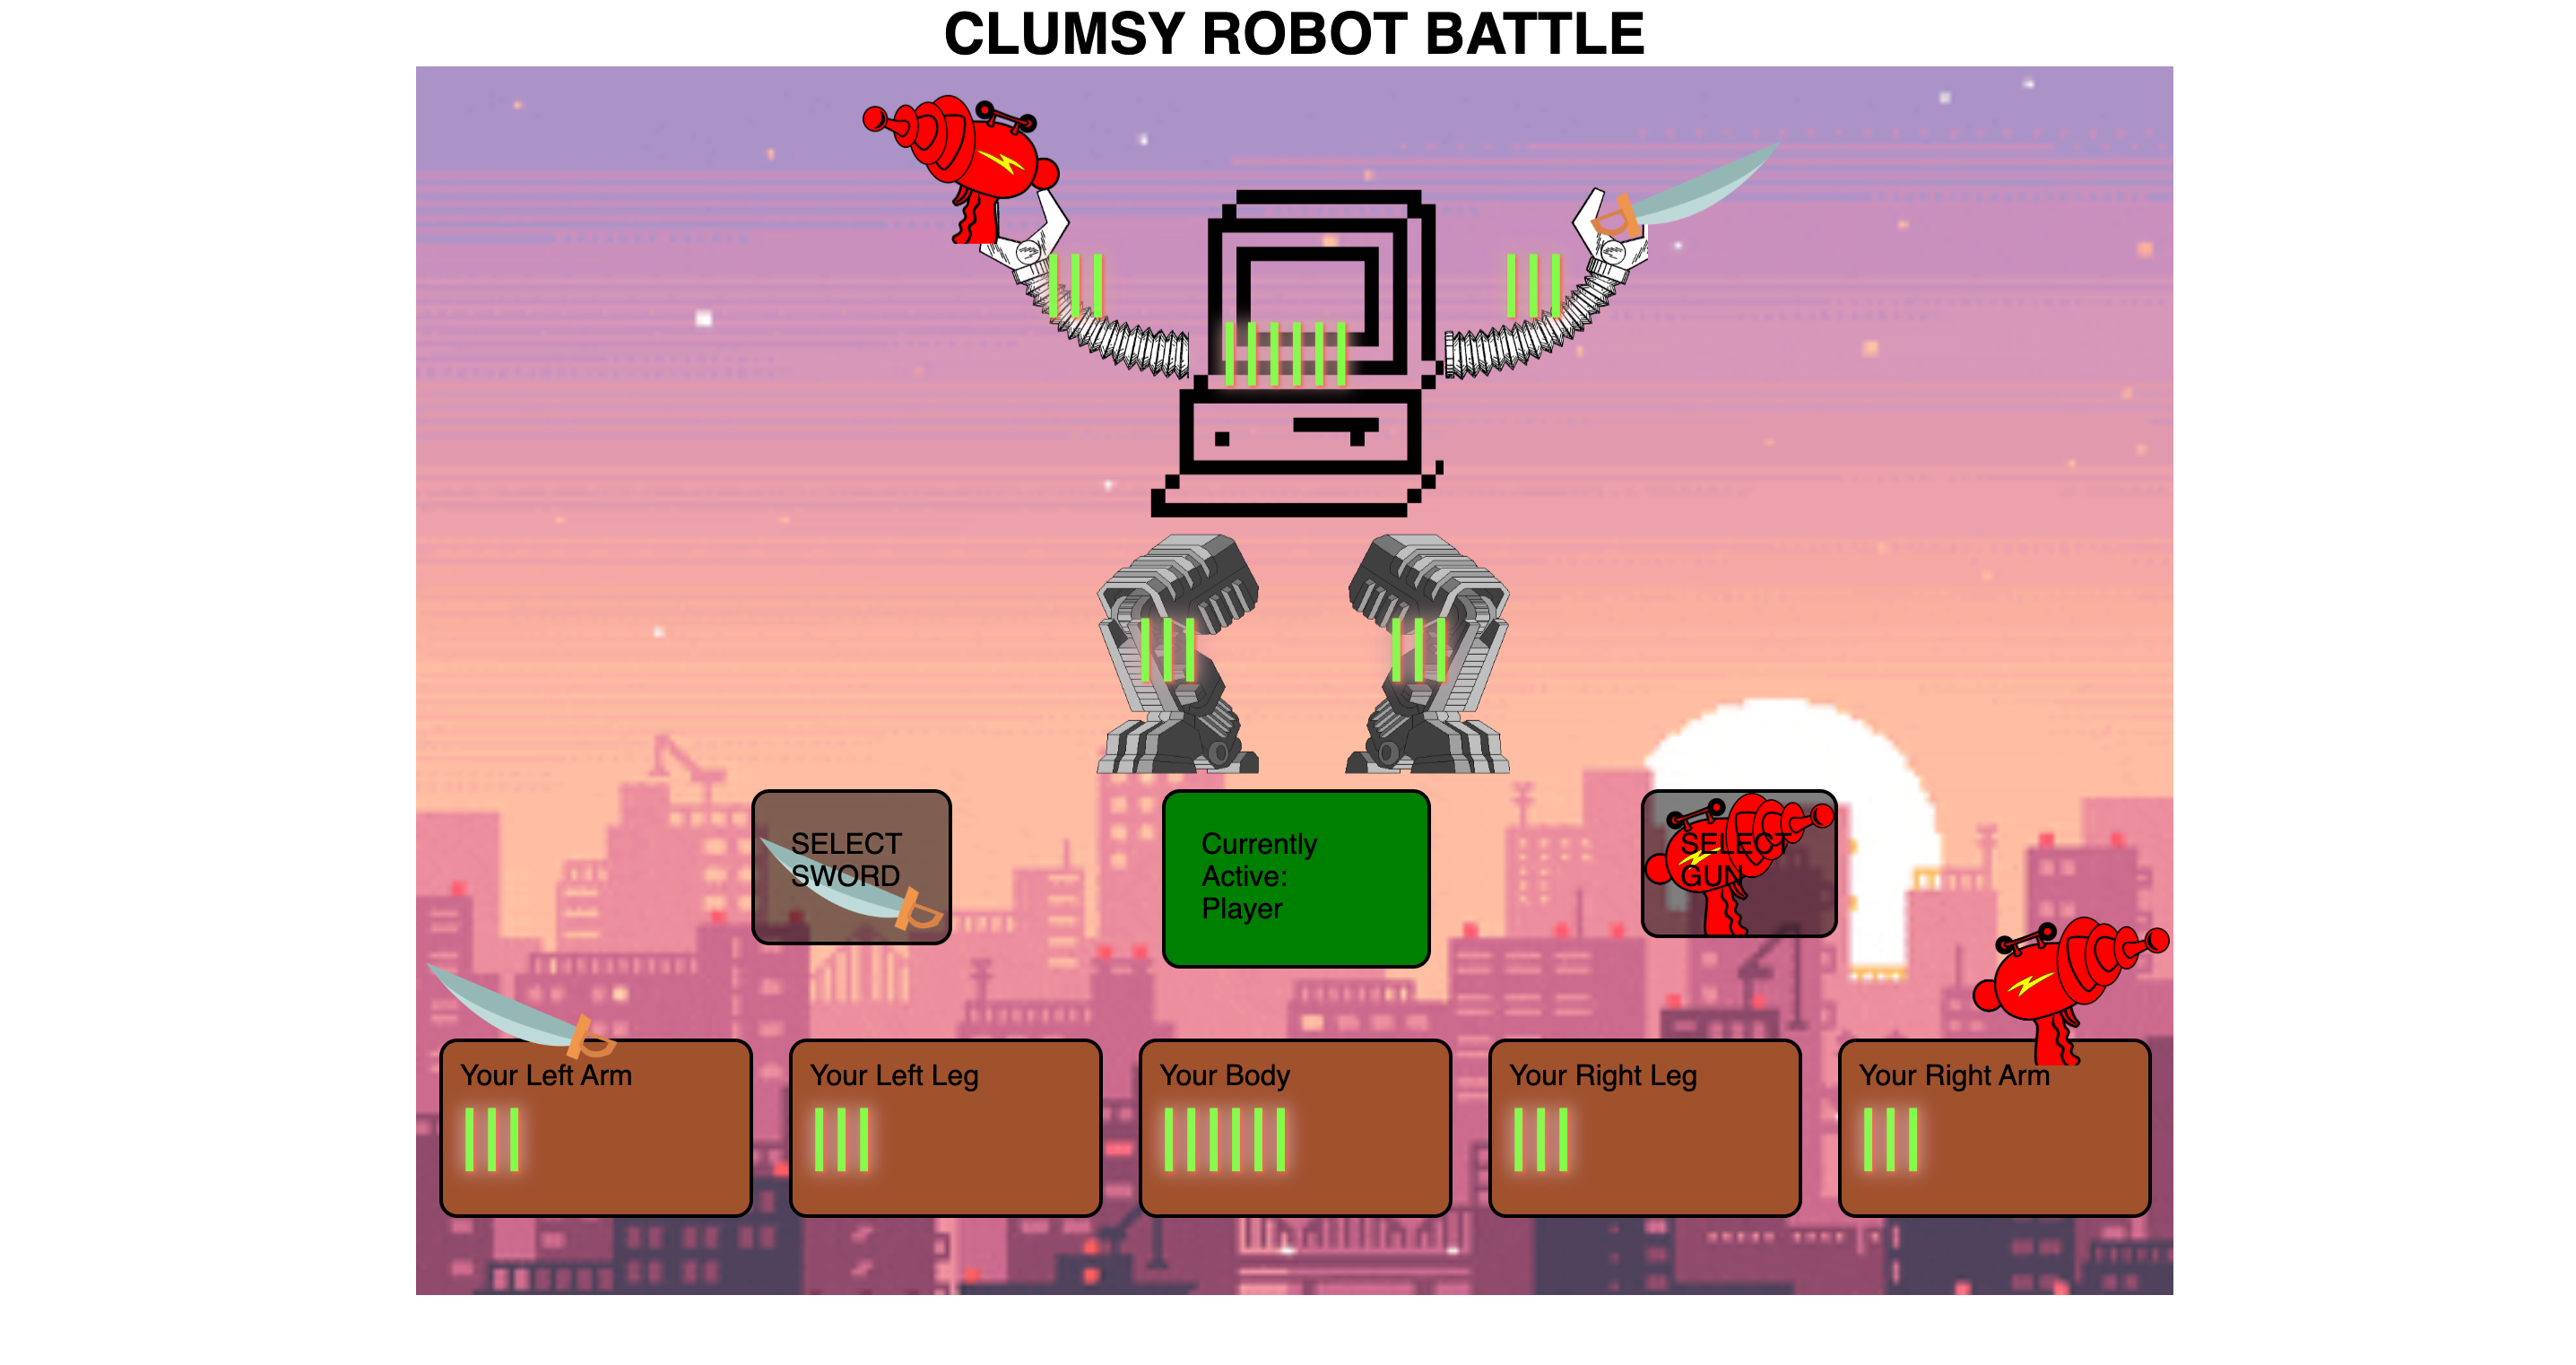 CLUMSY ROBOT BATTLE
SELECT
SWORD
Currently
Active:
Player
SELECT
GUN
Your Left Arm
Your Left Leg
Your Body
Your Right Leg
Your Right Arm